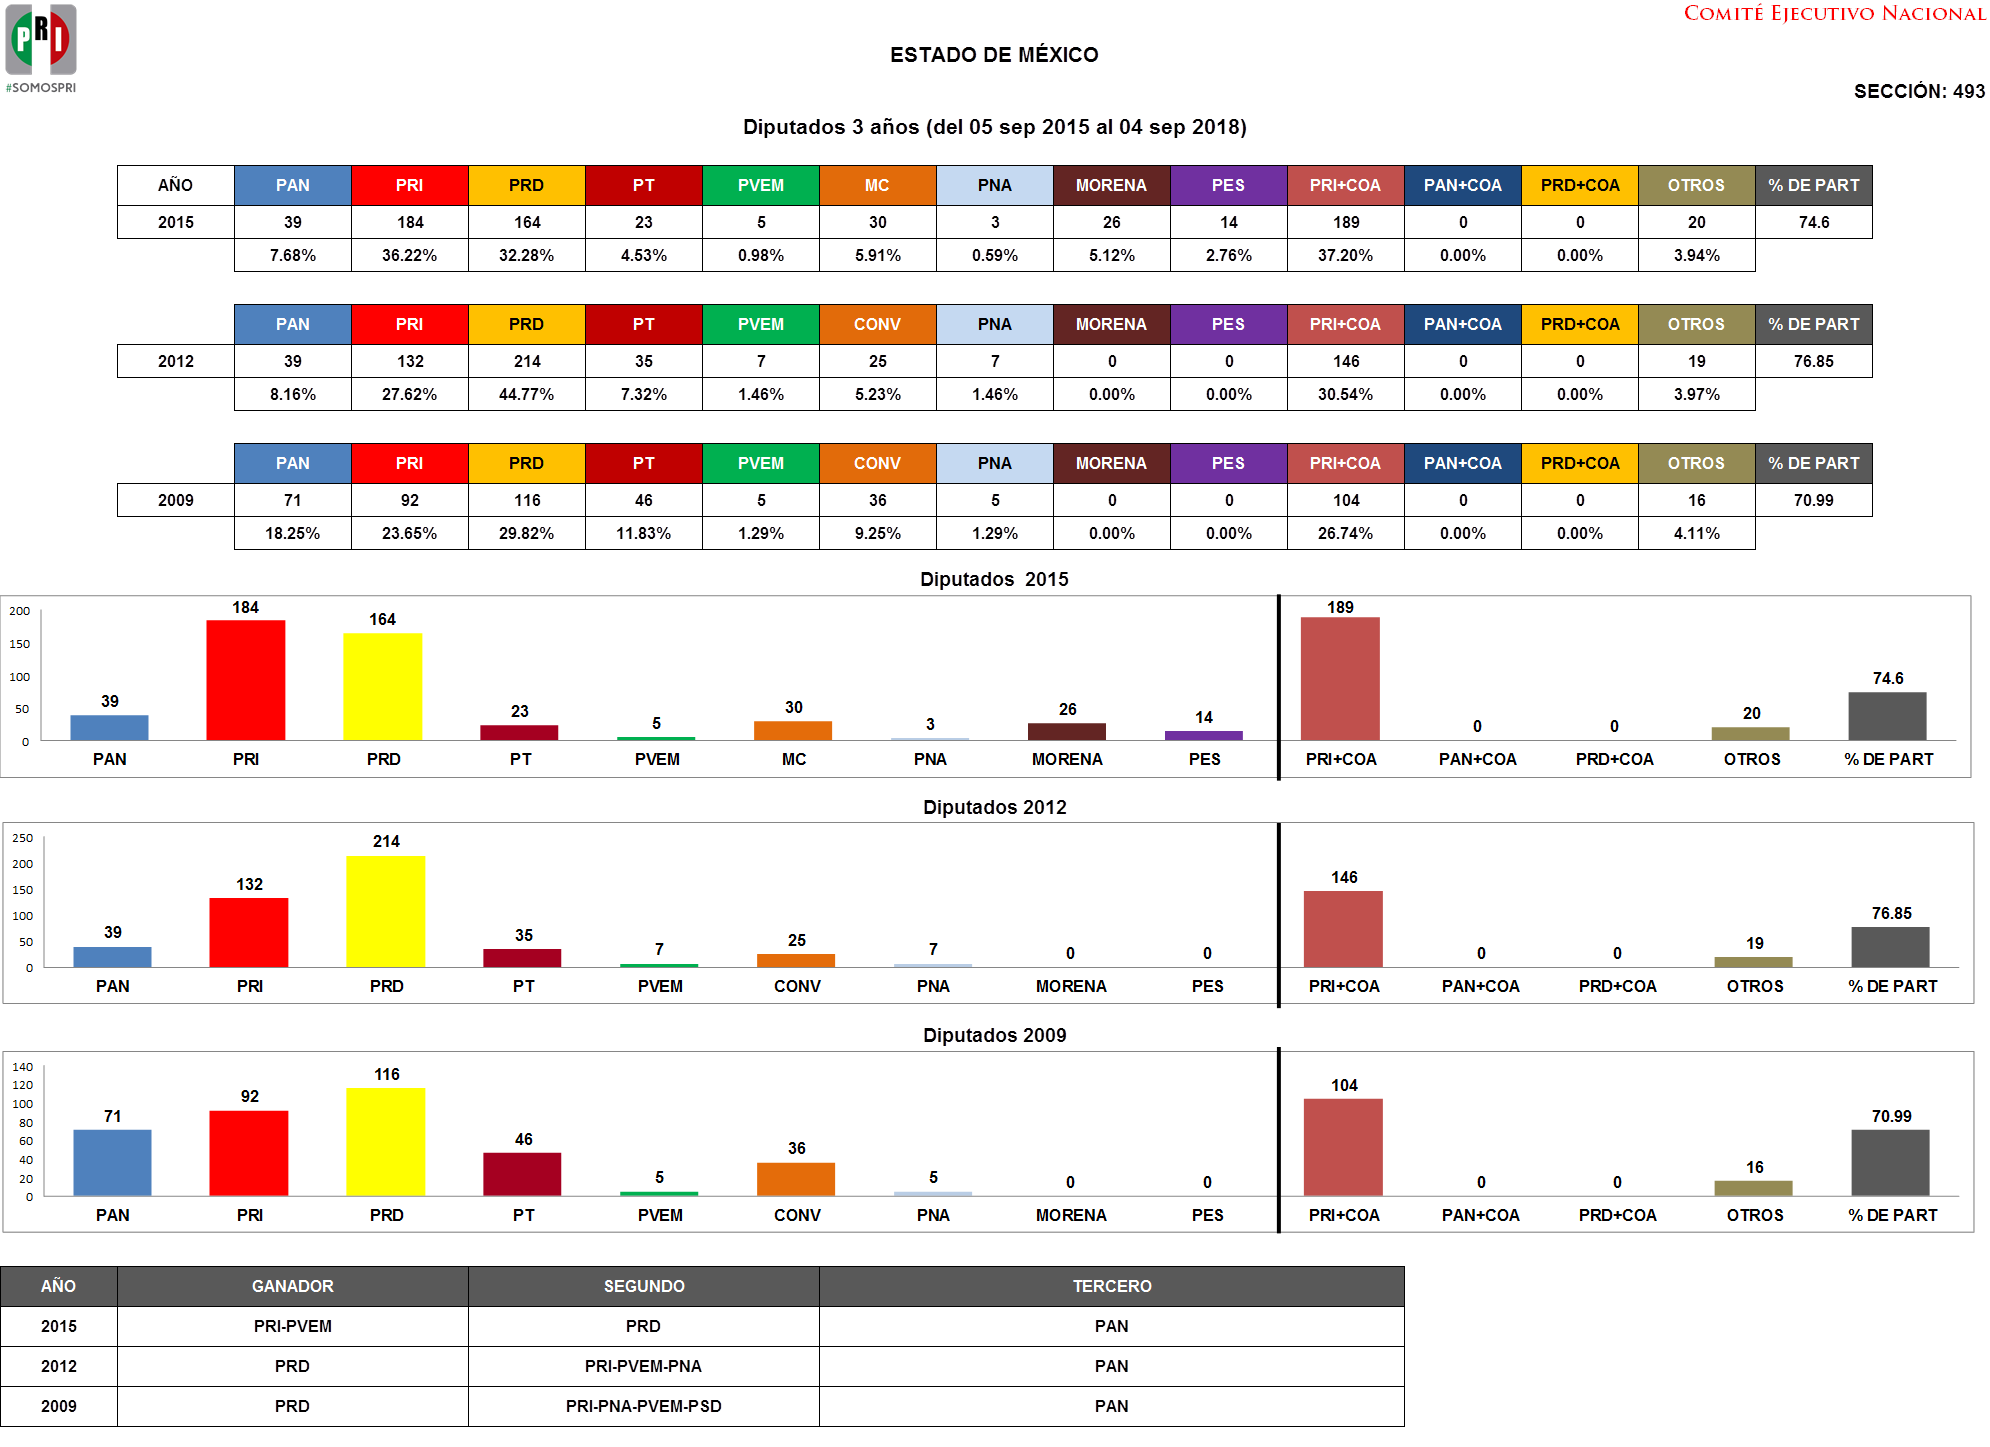 PRI
#SOMOSPRI
COMITÉ EJECUTIVO NACIONAL
ESTADO DE MÉXICO
SECCIÓN: 493
Diputados 3 años (del 05 sep 2015 al 04 sep 2018)
AÑO PAN PRI PRD PT PVEM MC PNA MORENA PES PRI+COA PAN+COA PRD+COA OTROS % DE PART
2015 39 184 164 23 5 30 3 26 14 189 0 0 20 74.6
7.68% 36.22% 32.28% 4.53% 0.98% 5.91% 0.59% 5.12% 2.76% 37.20% 0.00% 0.00% 3.94%
PAN PRI PRD PT PVEM CONV PNA MORENA PES PRI+COA PAN+COA PRD+COA OTROS % DE PART
2012 39 132 214 35 7 25 7 0 0 146 0 0 19 76.85
8.16% 27.62% 44.77% 7.32% 1.46% 5.23% 1.46% 0.00% 0.00% 30.54% 0.00% 0.00% 3.97%
PAN PRI PRD PT PVEM CONV PNA MORENA PES PRI+COA PAN+COA PRD+COA OTROS % DE PART
2009 71 92 116 46 5 36 5 0 0 104 0 0 16 70.99
18.25% 23.65% 29.82% 11.83% 1.29% 9.25% 1.29% 0.00% 0.00% 26.74% 0.00% 0.00% 4.11%
Diputados 2015
200
150
100
50
0
39 184 164 23 5 30 3 26 14 189 0 0 20 74.6
PAN PRI PRD PT PVEM MC PNA MORENA PES PRI+COA PAN+COA PRD+COA OTROS % DE PART
Diputados 2012
250
200
150
100
50
0
39 132 214 35 7 25 7 0 0 146 0 0 19 76.85
PAN PRI PRD PT PVEM CONV PNA MORENA PES PRI+COA PAN+COA PRD+COA OTROS % DE PART
Diputados 2009
140
120
100
80
60
40
20
0
71 92 116 46 5 36 5 0 0 104 0 0 16 70.99
PAN PRI PRD PT PVEM CONV PNA MORENA PES PRI+COA PAN+COA PRD+COA OTROS % DE PART
AÑO GANADOR SEGUNDO TERCERO
2015 PRI-PVEM PRD PAN
2012 PRD PRI-PVEM-PNA PAN
2009 PRD PRI-PNA-PVEM-PSD PAN